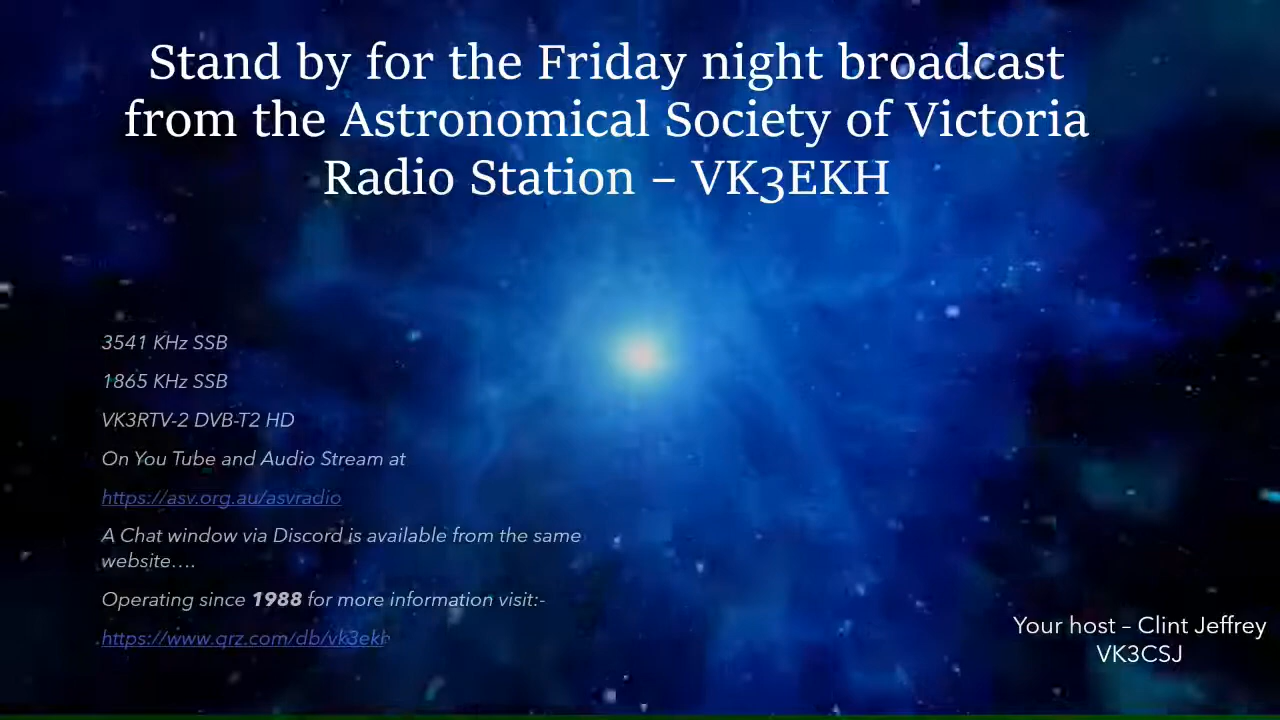 Stand by for the Friday night broadcast
from the Astronomical Society of Victoria
Radio Station – VK3EKH
3541 KHz SSB
1865 KHz SSB
VK3RTV-2 DVB-T2 HD
On You Tube and Audio Stream at
https://asv.org.au/asvradio
A Chat window via Discord is available from the same
website….
Operating since 1988 for more information visit:-
https://www.qrz.com/db/vk3ekh
Your host – Clint Jeffrey
VK3CSJ